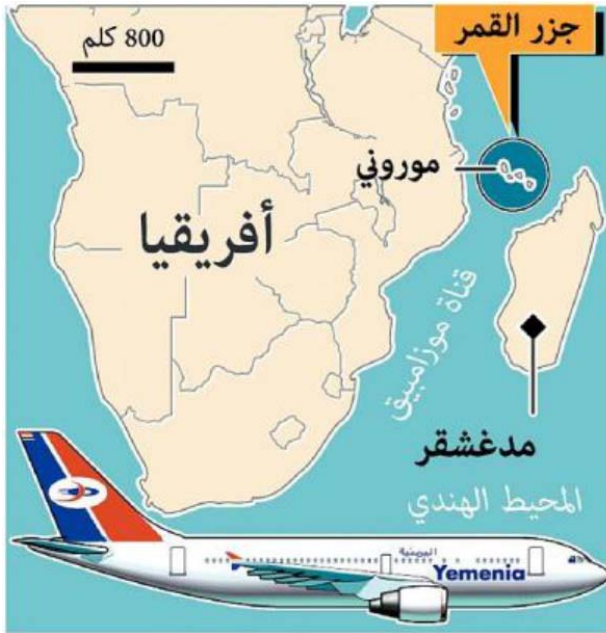 جزر القمر
800 كلم
موروني
أفريقيا
قناة موزامبيق
مدغشقر
المحيط الهندي
اليمنية
Yemenia